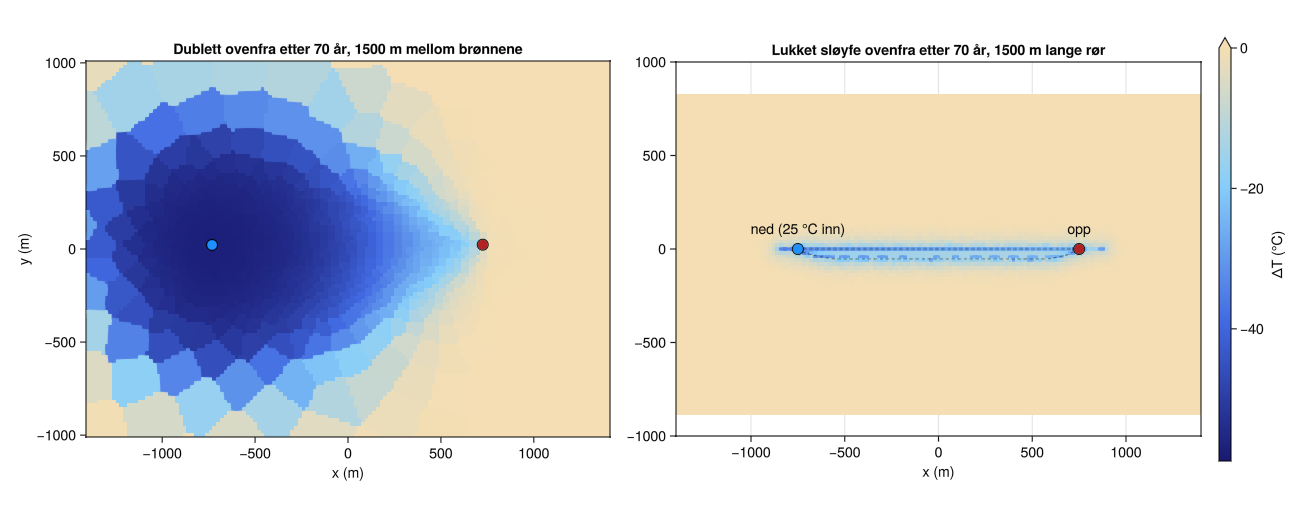 Dublett ovenfra etter 70 år, 1500 m mellom brønnene
1000
500
0
−500
−1000
y (m)
−1000
−500
0
500
1000
x (m)
Lukket sløyfe ovenfra etter 70 år, 1500 m lange rør
1000
500
0
−500
−1000
ned (25 °C inn)
opp
−1000
−500
0
500
1000
x (m)
0
−20
−40
ΔT (°C)